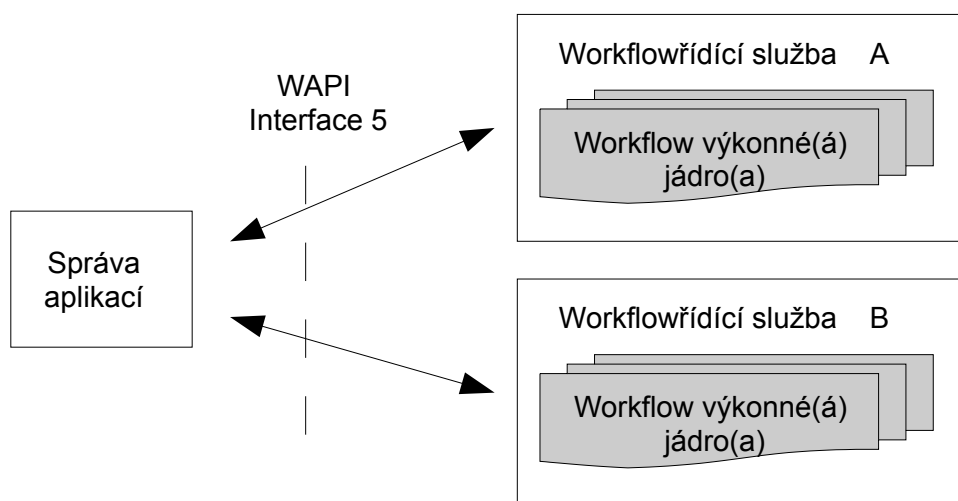 WAPI
Interface 5
Správa
aplikací
Workflowřídící služba A
Workflow výkonné(á)
jádro(a)
Workflowřídící služba B
Workflow výkonné(á)
jádro(a)